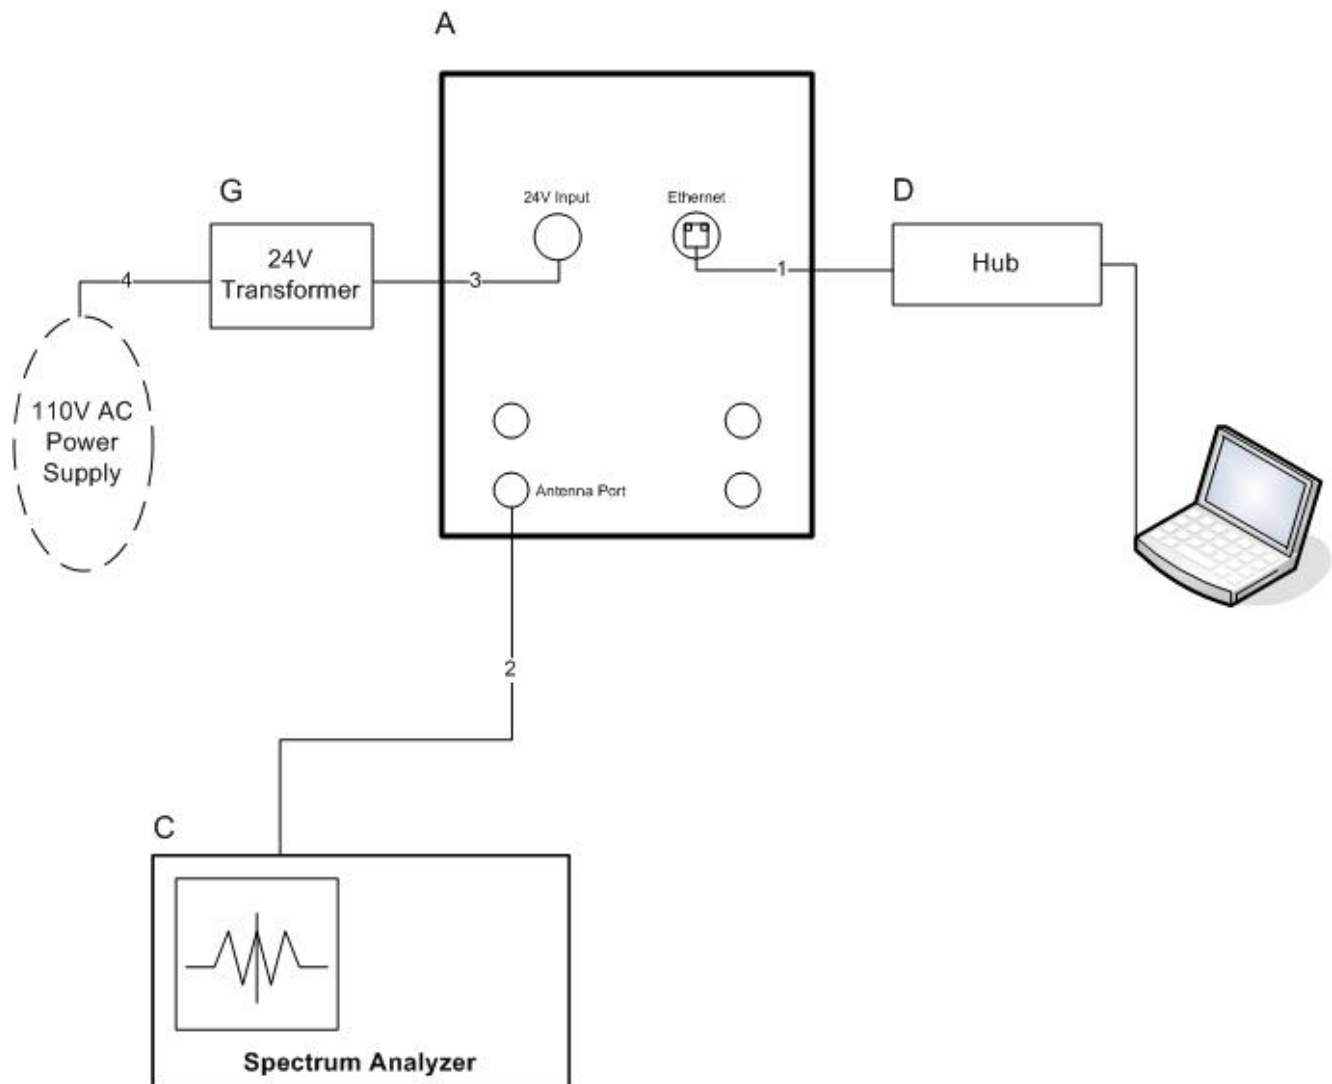 A
G
D
24V Input
Ethernet
24V
Transformer
Hub
4
3
1
110V AC
Power
Supply
Antenna Port
2
C
Spectrum Analyzer